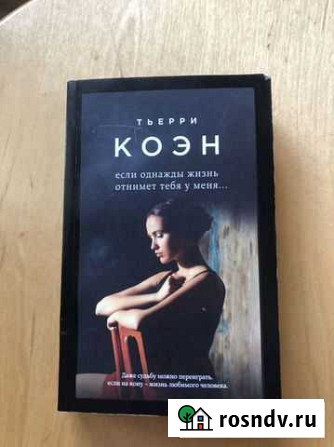 ТЬЕРРИ
КОЭН
если однажды жизнь
отнимет тебя у меня...
Даже судьбу можно переиграть,
если на кону – жизнь любимого человека.
rosndv.ru